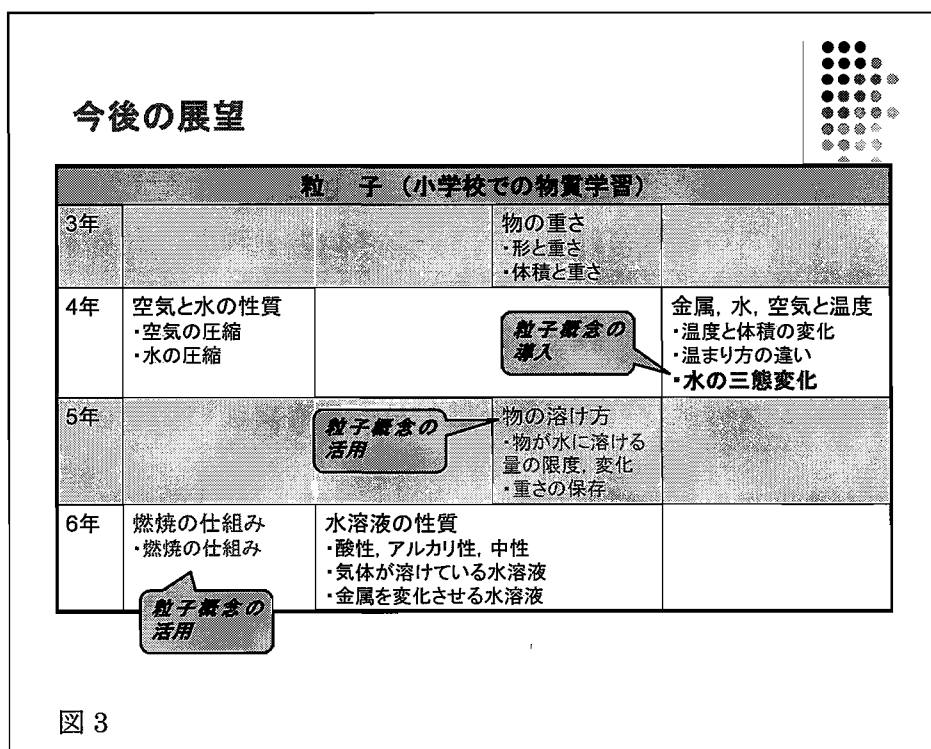 今後の展望
粒 子 (小学校での物質学習)
3年
物の重さ
・形と重さ
・体積と重さ
4年
空気と水の性質
・空気の圧縮
・水の圧縮
粒子概念の
導入
金属, 水, 空気と温度
・温度と体積の変化
・温まり方の違い
・水の三態変化
5年
粒子概念の
活用
物の溶け方
・物が水に溶ける
量の限度, 変化
・重さの保存
6年
燃焼の仕組み
・燃焼の仕組み
粒子概念の
活用
水溶液の性質
・酸性, アルカリ性, 中性
・気体が溶けている水溶液
・金属を変化させる水溶液
図 3